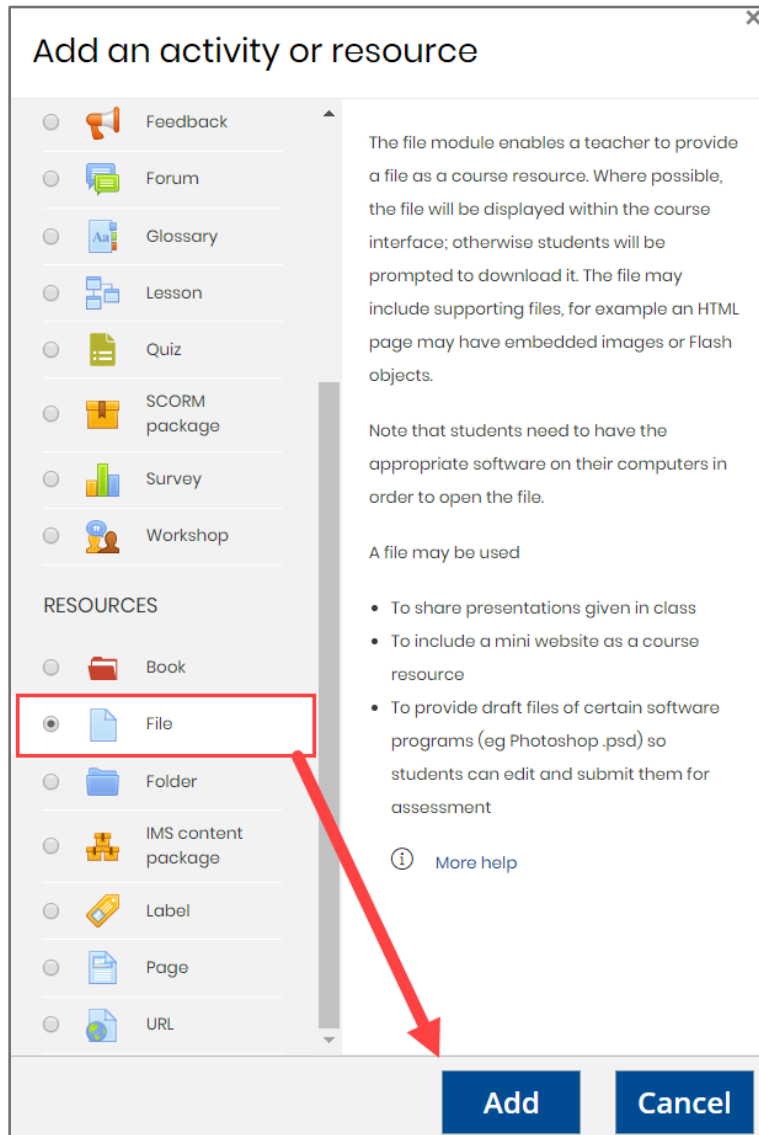 Add an activity or resource
Feedback
Forum
Glossary
Lesson
Quiz
SCORM
package
Survey
Workshop
RESOURCES
Book
File
Folder
IMS content
package
Label
Page
URL
The file module enables a teacher to provide
a file as a course resource. Where possible,
the file will be displayed within the course
interface; otherwise students will be
prompted to download it. The file may
include supporting files, for example an HTML
page may have embedded images or Flash
objects.
Note that students need to have the
appropriate software on their computers in
order to open the file.
A file may be used
• To share presentations given in class
• To include a mini website as a course
resource
• To provide draft files of certain software
programs (eg Photoshop .psd) so
students can edit and submit them for
assessment
More help
Add
Cancel